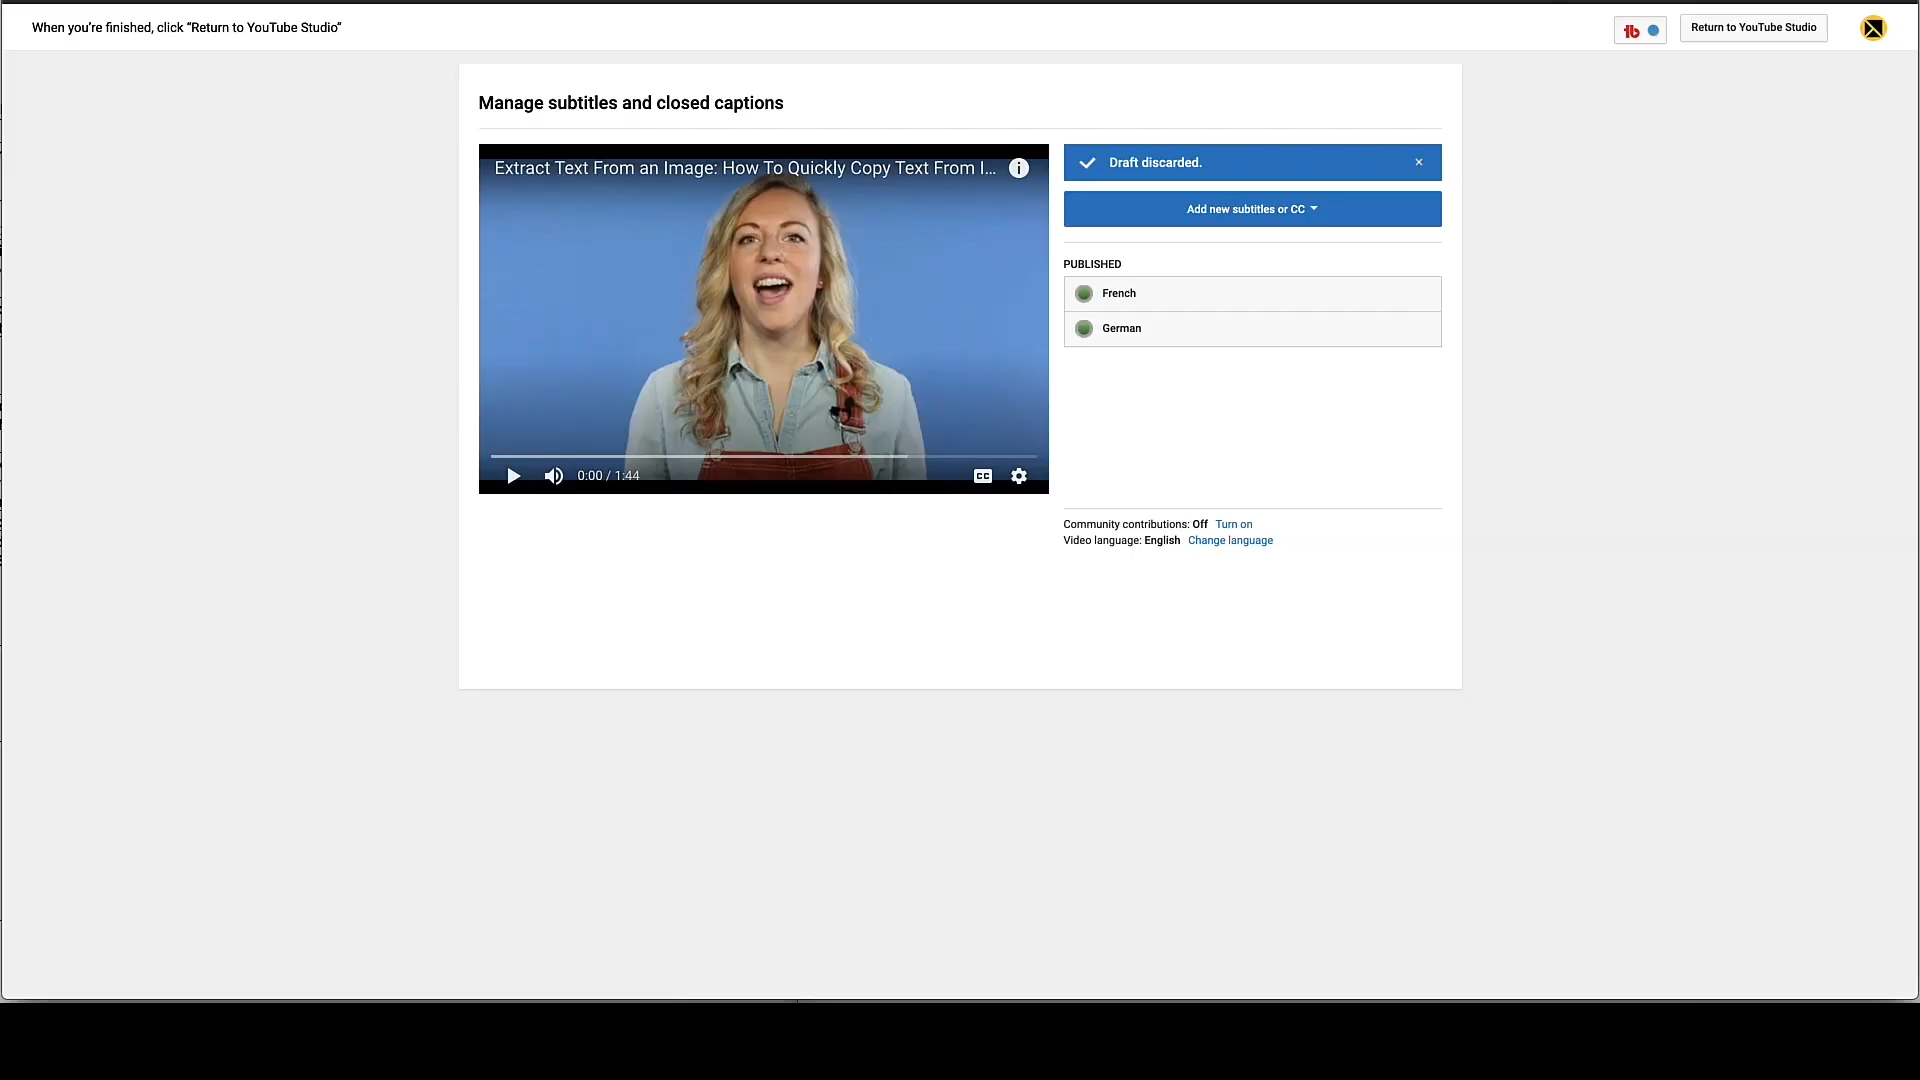 When you’re finished, click “Return to YouTube Studio“
tb
Return to YouTube Studio
Manage subtitles and closed captions
Extract Text From an Image: How To Quickly Copy Text From I...
Draft discarded.
Add new subtitles or CC
PUBLISHED
French
German
0:00 / 1:44
CC
Community contributions: Off Turn on
Video language: English Change language